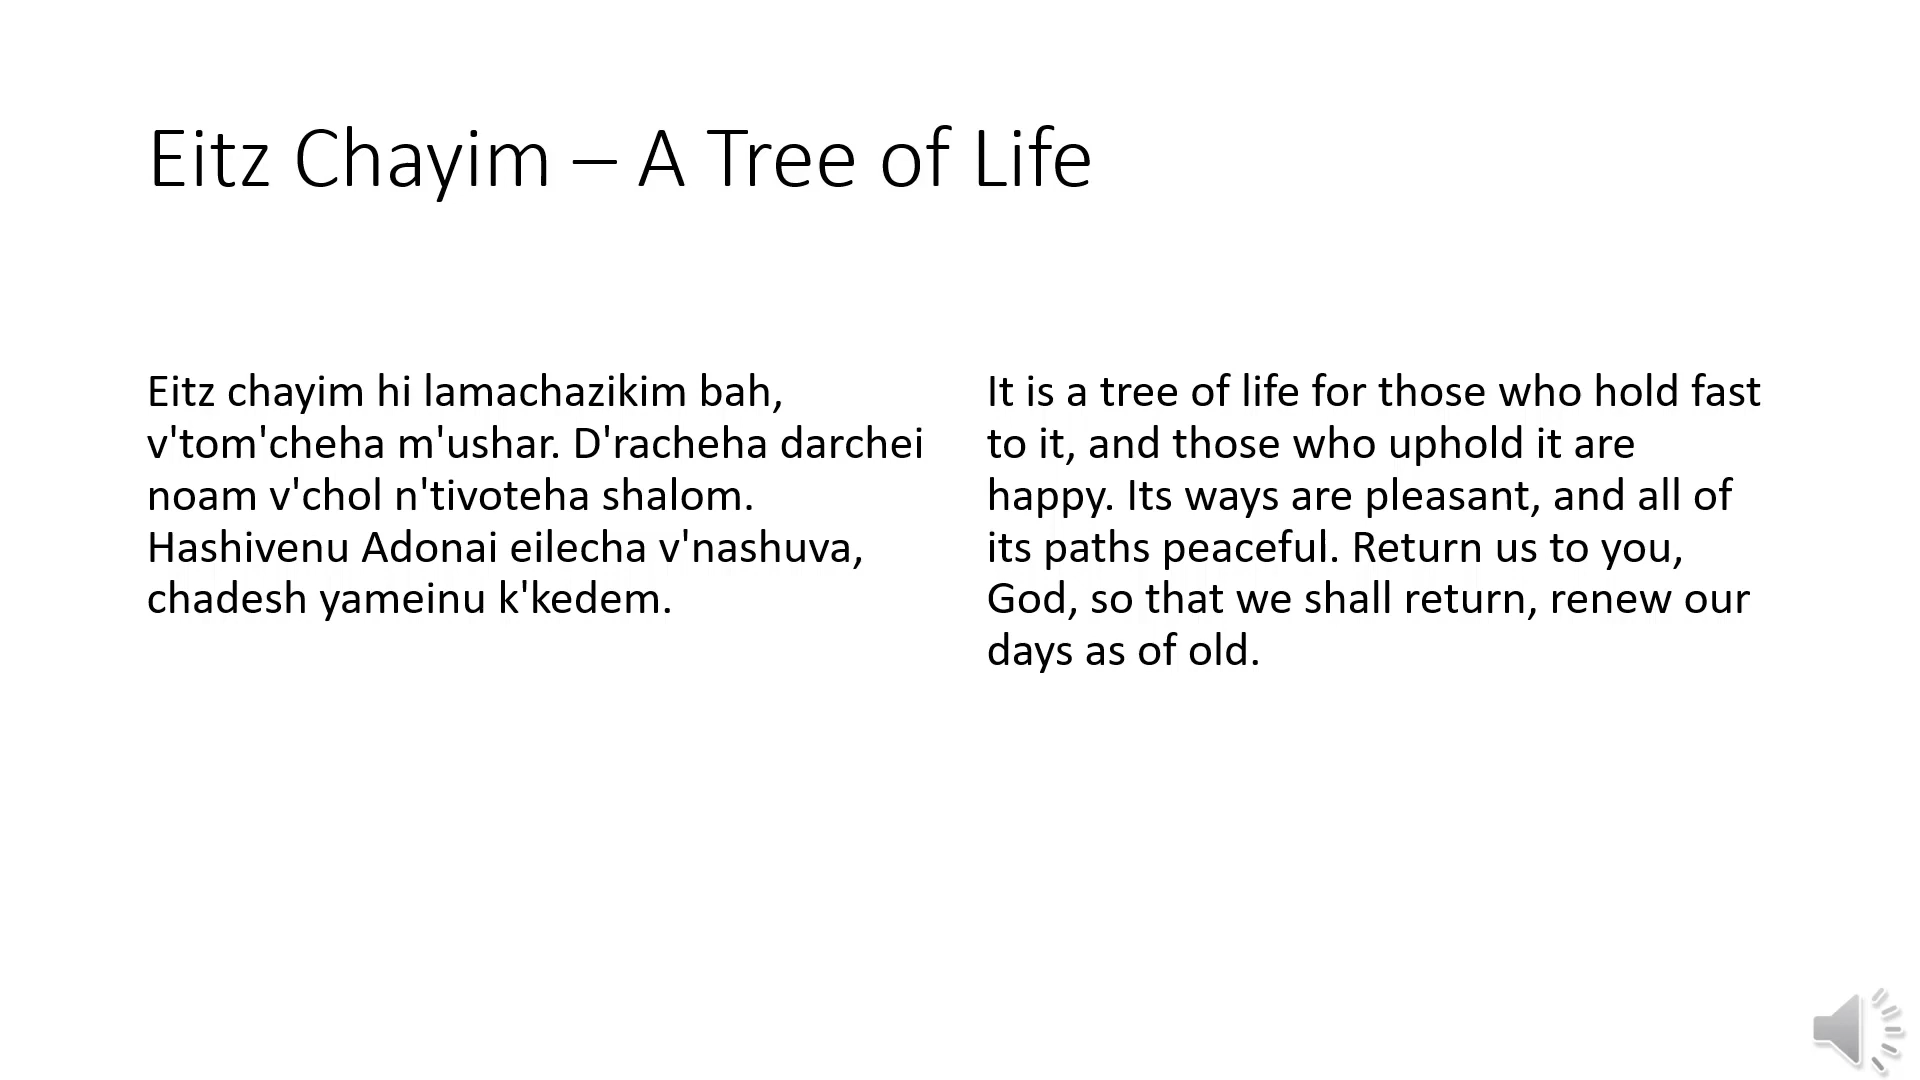 Eitz Chayim – A Tree of Life
Eitz chayim hi lamachazikim bah,
v'tom'cheha m'ushar. D'racheha darchei
noam v'chol n'tivoteha shalom.
Hashivenu Adonai eilecha v'nashuva,
chadesh yameinu k'kedem.
It is a tree of life for those who hold fast
to it, and those who uphold it are
happy. Its ways are pleasant, and all of
its paths peaceful. Return us to you,
God, so that we shall return, renew our
days as of old.